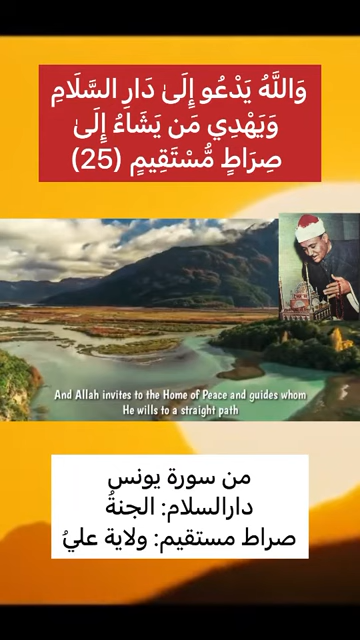 وَاللَّهُ يَدْعُو إِلَىٰ دَارِ السَّلَامِ
وَيَهْدِي مَن يَشَاءُ إِلَىٰ
صِرَاطٍ مُّسْتَقِيمٍ (25)
And Allah invites to the Home of Peace and guides whom
He wills to a straight path
من سورة يونس
دارالسلام: الجنةُ
صراط مستقيم: ولاية عليُ